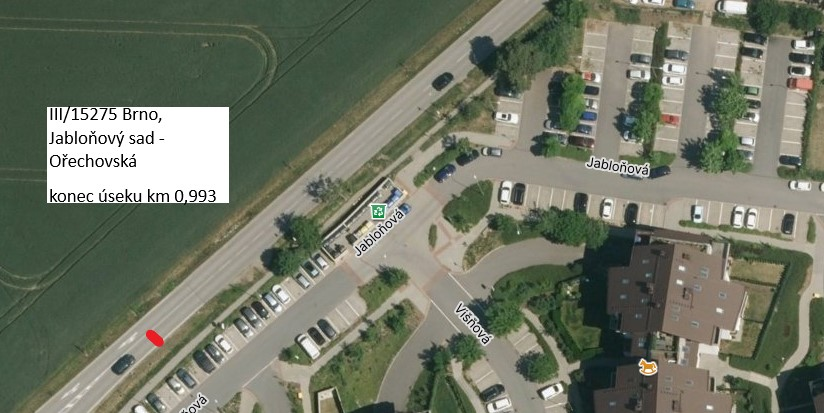 III/15275 Brno,
Jabloňový sad -
Ořechovská
konec úseku km 0,993
Jabloňová
Jabloňová
Višňová